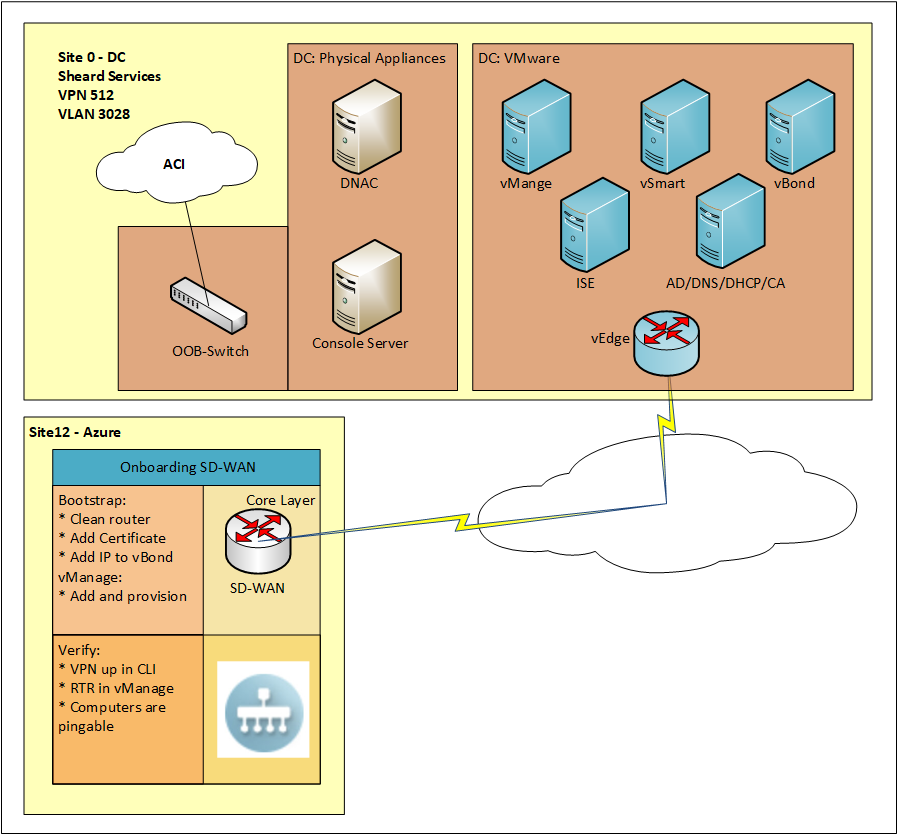 Site 0 - DC
Sheard Services
VPN 512
VLAN 3028
ACI
OOB-Switch
DC: Physical Appliances
DNAC
Console Server
DC: VMware
vMange
vSmart
vBond
ISE
AD/DNS/DHCP/CA
vEdge
Site12 - Azure
Onboarding SD-WAN
Bootstrap:
* Clean router
* Add Certificate
* Add IP to vBond
vManage:
* Add and provision
Core Layer
SD-WAN
Verify:
* VPN up in CLI
* RTR in vManage
* Computers are
pingable